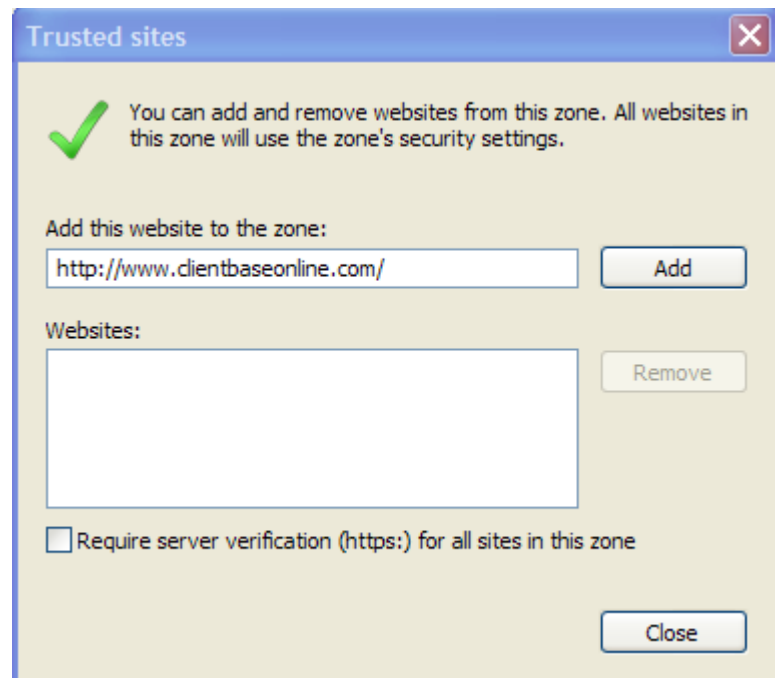 Trusted sites
You can add and remove websites from this zone. All websites in
this zone will use the zone's security settings.
Add this website to the zone:
http://www.clientbaseonline.com/
Add
Websites:
Remove
Require server verification (https:) for all sites in this zone
Close